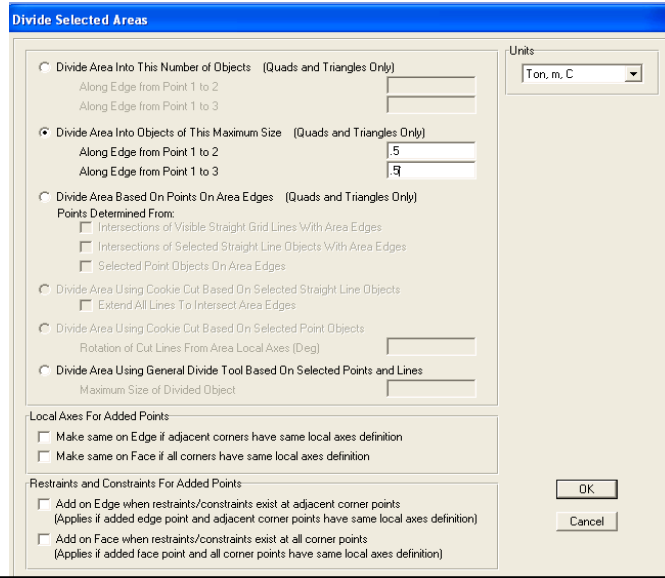 Divide Selected Areas
Units
Ton, m, C
Divide Area Into This Number of Objects (Quads and Triangles Only)
Along Edge from Point 1 to 2
Along Edge from Point 1 to 3
Divide Area Into Objects of This Maximum Size (Quads and Triangles Only)
Along Edge from Point 1 to 2 .5
Along Edge from Point 1 to 3 .5
Divide Area Based On Points On Area Edges (Quads and Triangles Only)
Points Determined From:
Intersections of Visible Straight Grid Lines With Area Edges
Intersections of Selected Straight Line Objects With Area Edges
Selected Point Objects On Area Edges
Divide Area Using Cookie Cut Based On Selected Straight Line Objects
Extend All Lines To Intersect Area Edges
Divide Area Using Cookie Cut Based On Selected Point Objects
Rotation of Cut Lines From Area Local Axes (Deg)
Divide Area Using General Divide Tool Based On Selected Points and Lines
Maximum Size of Divided Object
Local Axes For Added Points
Make same on Edge if adjacent corners have same local axes definition
Make same on Face if all corners have same local axes definition
Restraints and Constraints For Added Points
Add on Edge when restraints/constraints exist at adjacent corner points
(Applies if added edge point and adjacent corner points have same local axes definition)
Add on Face when restraints/constraints exist at all corner points
(Applies if added face point and all corner points have same local axes definition)
OK
Cancel